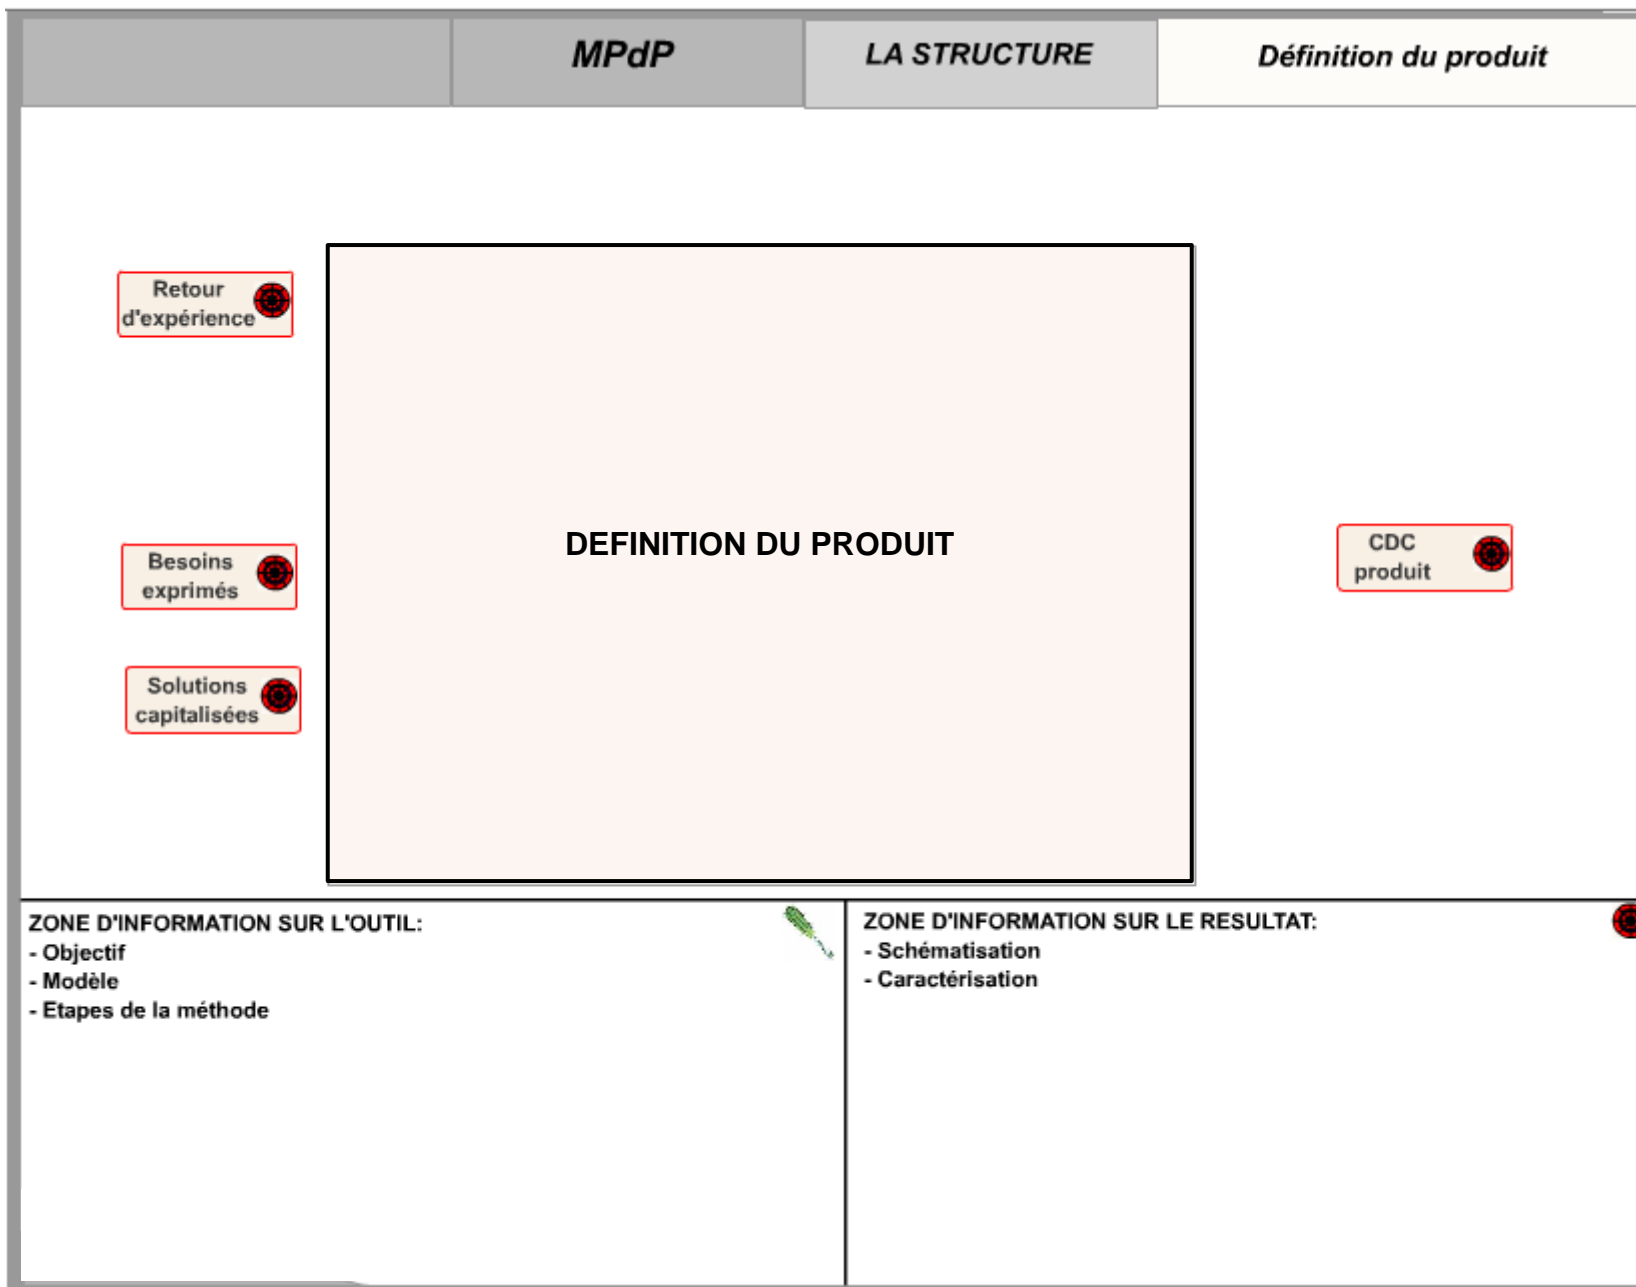 MPdP
LA STRUCTURE
Définition du produit
Retour
d'expérience
DEFINITION DU PRODUIT
Besoins
exprimés
CDC
produit
Solutions
capitalisées
ZONE D'INFORMATION SUR L'OUTIL:
- Objectif
- Modèle
- Etapes de la méthode
ZONE D'INFORMATION SUR LE RESULTAT:
- Schématisation
- Caractérisation